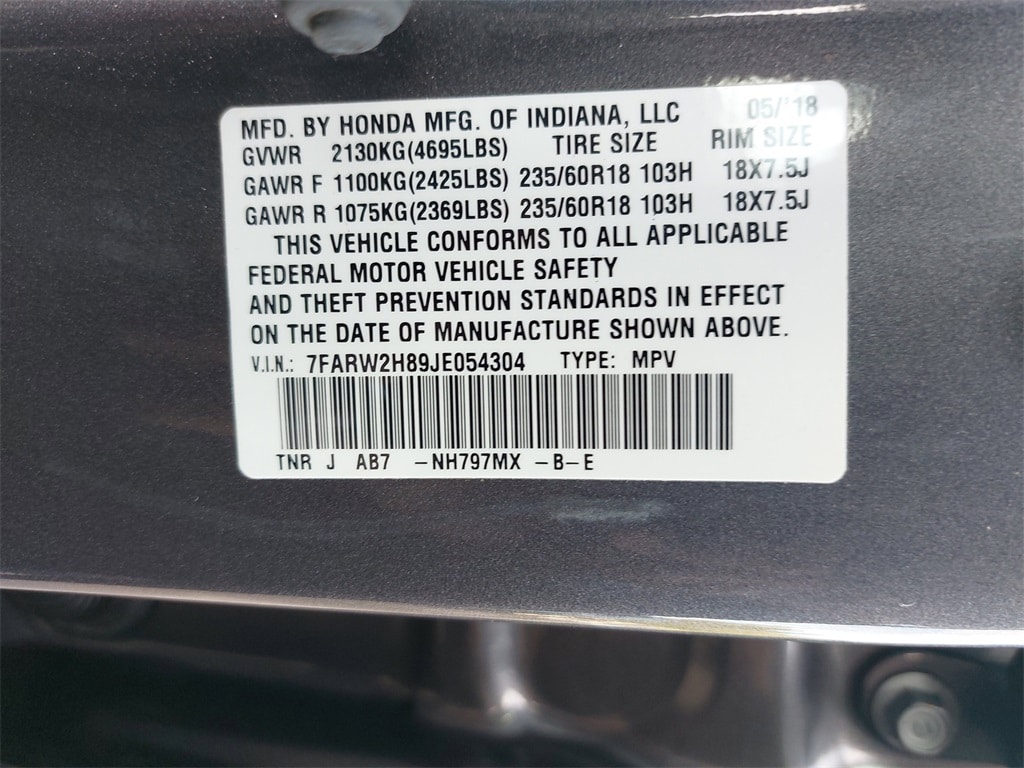 MFD. BY HONDA MFG. OF INDIANA, LLC 05/'18
GVWR 2130KG(4695LBS) TIRE SIZE RIM SIZE
GAWR F 1100KG(2425LBS) 235/60R18 103H 18X7.5J
GAWR R 1075KG(2369LBS) 235/60R18 103H 18X7.5J
THIS VEHICLE CONFORMS TO ALL APPLICABLE
FEDERAL MOTOR VEHICLE SAFETY
AND THEFT PREVENTION STANDARDS IN EFFECT
ON THE DATE OF MANUFACTURE SHOWN ABOVE.
V.I.N.: 7FARW2H89JE054304 TYPE: MPV
TNR J AB7 -NH797MX -B-E